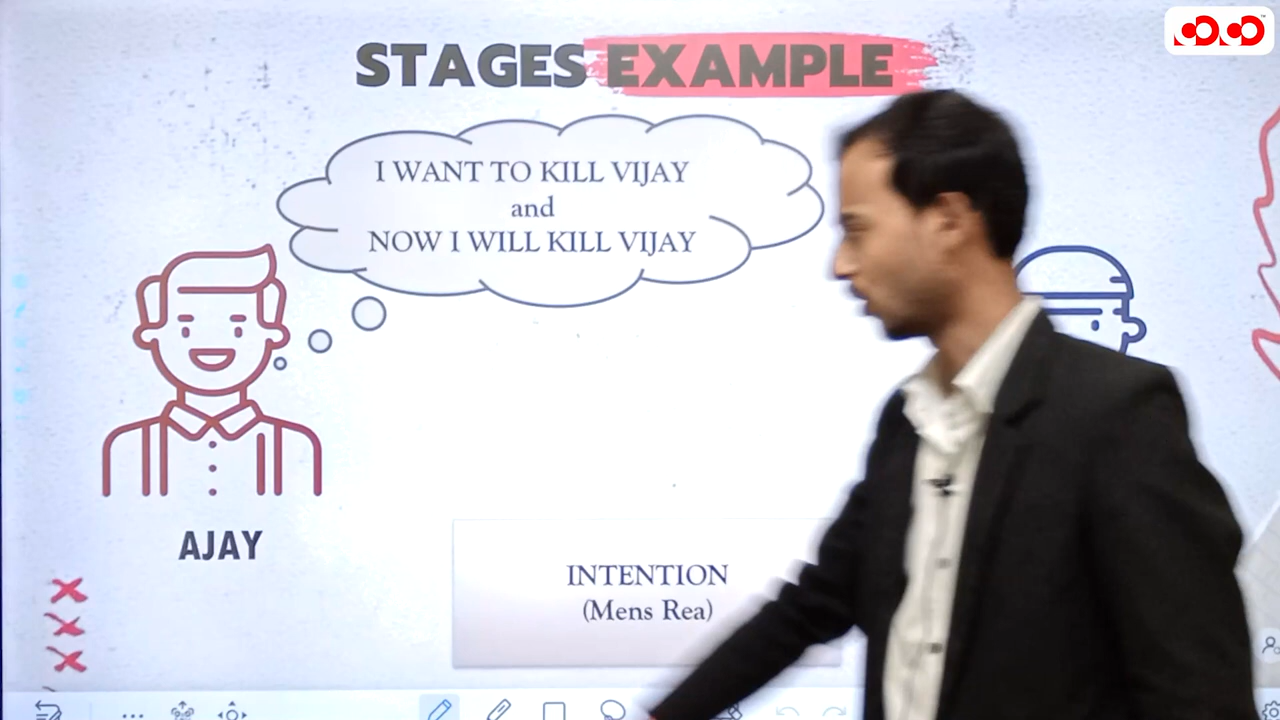 STAGES EXAMPLE
I WANT TO KILL VIJAY
and
NOW I WILL KILL VIJAY
AJAY
INTENTION
(Mens Rea)